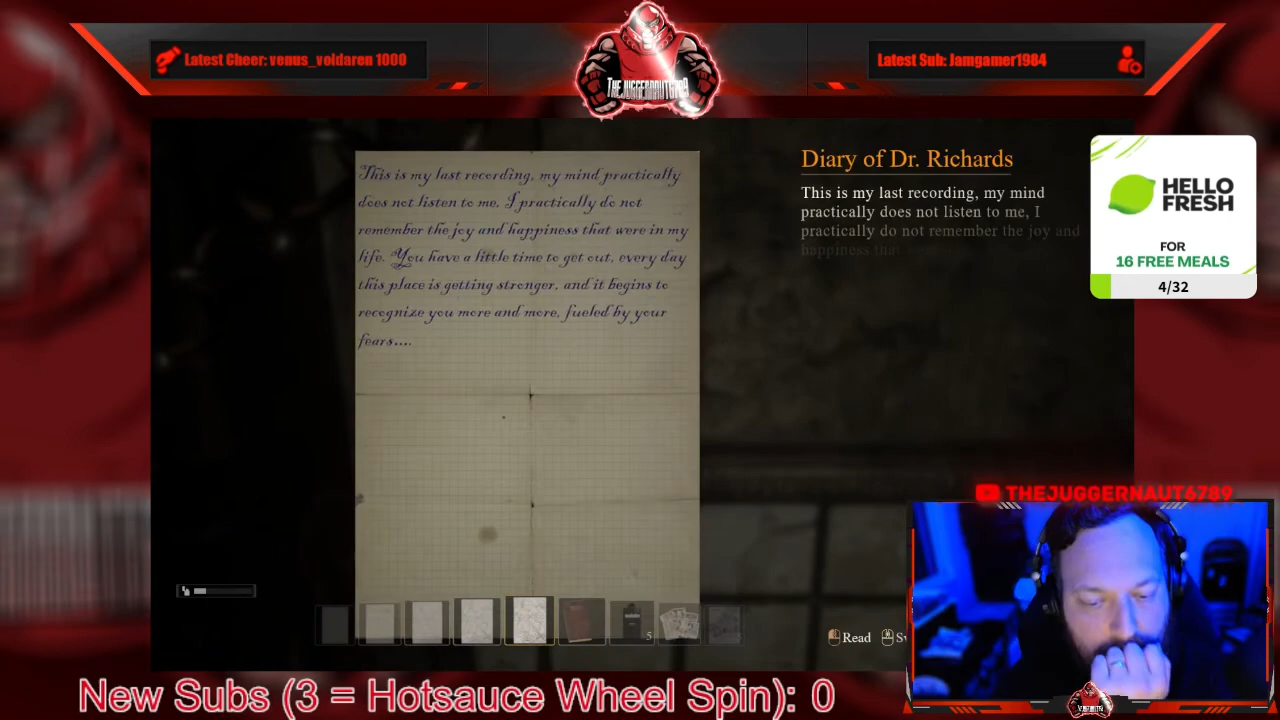 Latest Cheer: venus_voldaren 1000
THEJUGGERNAUT6789
Latest Sub: Jamgamer1984
This is my last recording, my mind practically
does not listen to me. I practically do not
remember the joy and happiness that were in my
life. You have a little time to get out, every day
this place is getting stronger, and it begins to
recognize you more and more, fueled by your
fears....
Diary of Dr. Richards
This is my last recording, my mind
practically does not listen to me, I
practically do not remember the joy and
happiness that
HELLO
FRESH
FOR
16 FREE MEALS
4/32
5
Read
THEJUGGERNAUT6789
New Subs (3 = Hotsauce Wheel Spin): 0